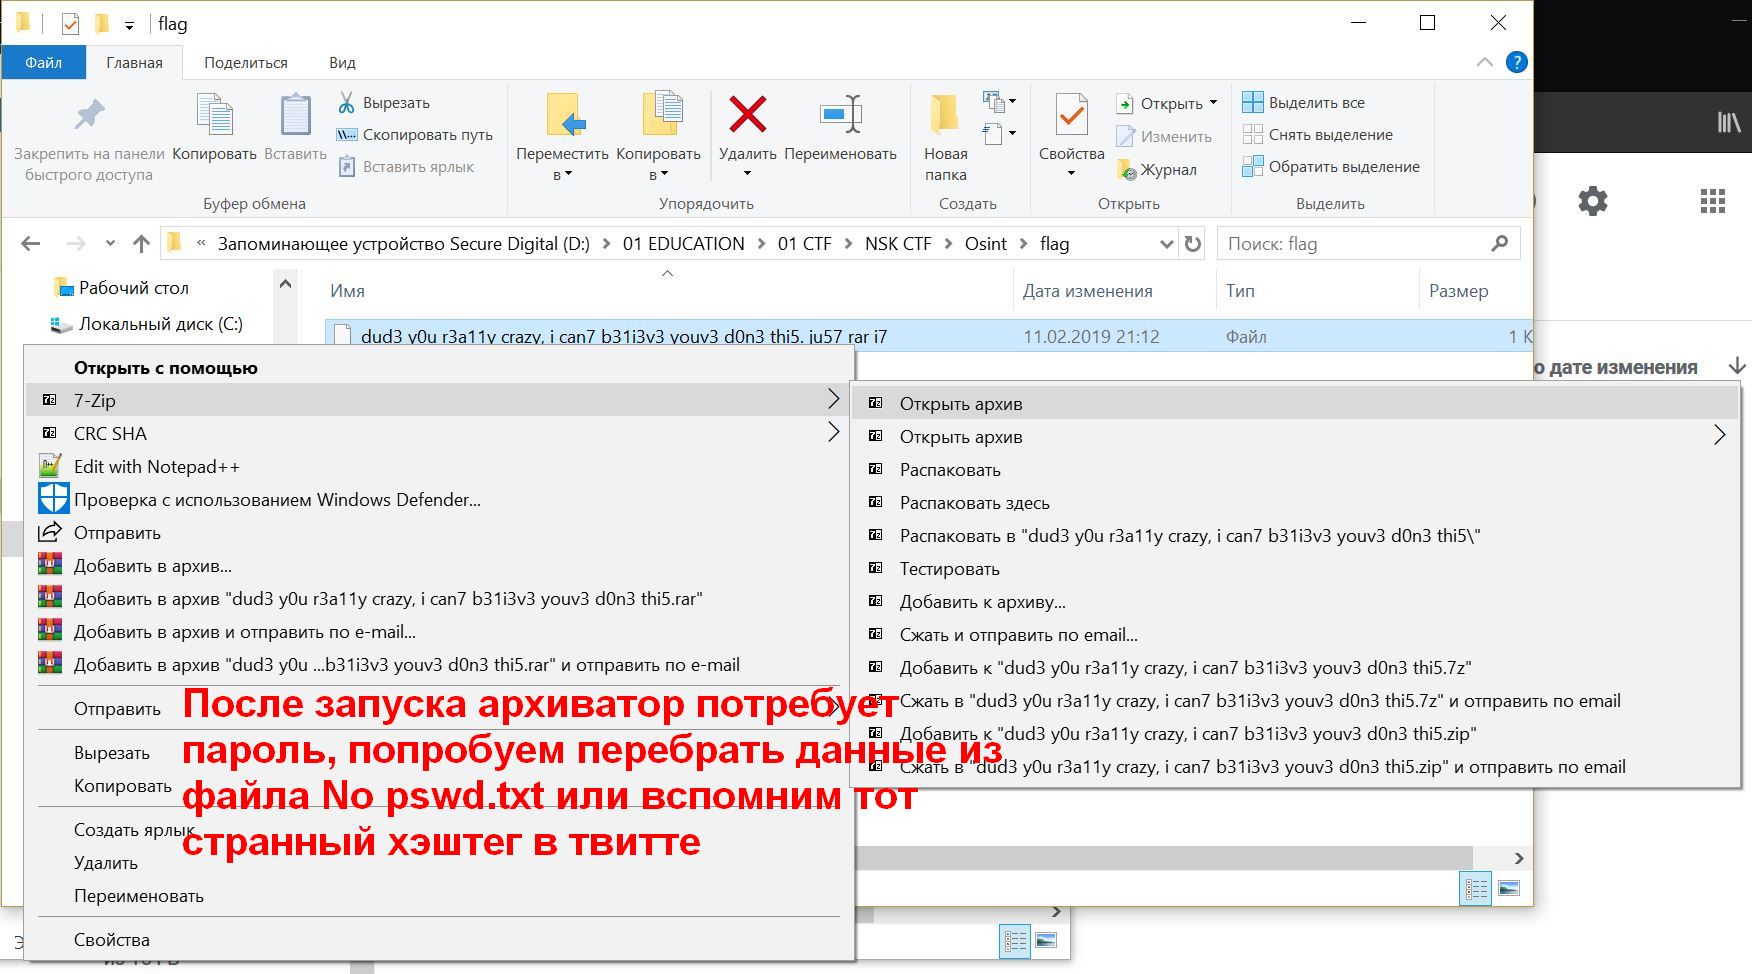 flag
Файл Главная Поделиться Вид
Закрепить на панели быстрого доступа
Копировать
Вставить
Вырезать
Скопировать путь
Вставить ярлык
Буфер обмена
Переместить в
Копировать в
Удалить
Переименовать
Упорядочить
Новая папка
Создать
Свойства
Открыть
Изменить
Журнал
Открыть
Выделить все
Снять выделение
Обратить выделение
Выделить
« Запоминающее устройство Secure Digital (D:) > 01 EDUCATION > 01 CTF > NSK CTF > Osint > flag
Поиск: flag
Рабочий стол
Локальный диск (C:)
Имя Дата изменения Тип Размер
dud3 y0u r3a11y crazy, i can7 b31i3v3 youv3 d0n3 thi5. ju57 rar i7 11.02.2019 21:12 Файл 1 K
о дате изменения
Открыть с помощью
7-Zip
CRC SHA
Edit with Notepad++
Проверка с использованием Windows Defender...
Отправить
Добавить в архив...
Добавить в архив "dud3 y0u r3a11y crazy, i can7 b31i3v3 youv3 d0n3 thi5.rar"
Добавить в архив и отправить по e-mail...
Добавить в архив "dud3 y0u ...b31i3v3 youv3 d0n3 thi5.rar" и отправить по e-mail
Отправить
Вырезать
Копировать
Создать ярлык
Удалить
Переименовать
Свойства
Открыть архив
Открыть архив
Распаковать
Распаковать здесь
Распаковать в "dud3 y0u r3a11y crazy, i can7 b31i3v3 youv3 d0n3 thi5\"
Тестировать
Добавить к архиву...
Сжать и отправить по email...
Добавить к "dud3 y0u r3a11y crazy, i can7 b31i3v3 youv3 d0n3 thi5.7z"
Сжать в "dud3 y0u r3a11y crazy, i can7 b31i3v3 youv3 d0n3 thi5.7z" и отправить по email
Добавить к "dud3 y0u r3a11y crazy, i can7 b31i3v3 youv3 d0n3 thi5.zip"
Сжать в "dud3 y0u r3a11y crazy, i can7 b31i3v3 youv3 d0n3 thi5.zip" и отправить по email
После запуска архиватор потребует
пароль, попробуем перебрать данные из
файла No pswd.txt или вспомним тот
странный хэштег в твитте